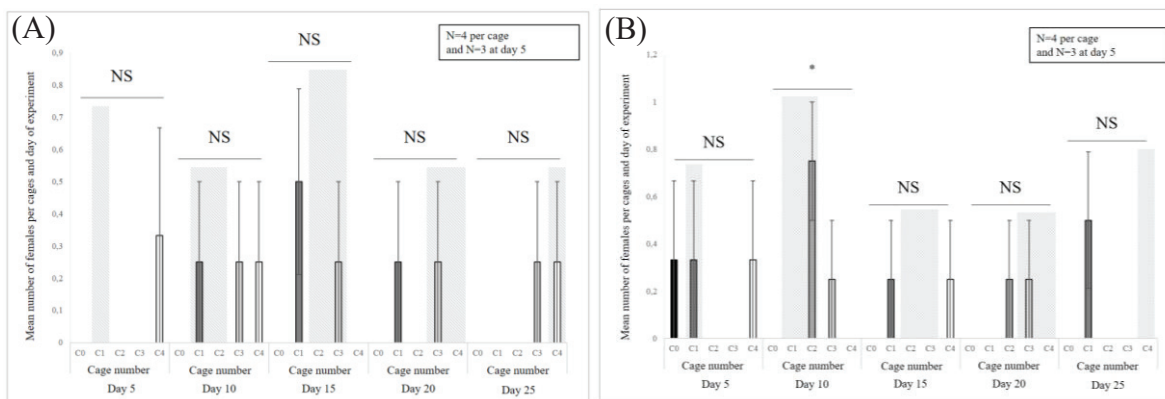 (A)
N=4 per cage
and N=3 at day 5
Mean number of females per cages and day of experiment
0,9
0,8
0,7
0,6
0,5
0,4
0,3
0,2
0,1
0
NS
NS
NS
NS
NS
C0 C1 C2 C3 C4 C0 C1 C2 C3 C4 C0 C1 C2 C3 C4 C0 C1 C2 C3 C4 C0 C1 C2 C3 C4
Cage number Cage number Cage number Cage number Cage number
Day 5 Day 10 Day 15 Day 20 Day 25
(B)
N=4 per cage
and N=3 at day 5
Mean number of females per cages and day of experiment
1,2
1
0,8
0,6
0,4
0,2
0
NS
*
NS
NS
NS
C0 C1 C2 C3 C4 C0 C1 C2 C3 C4 C0 C1 C2 C3 C4 C0 C1 C2 C3 C4 C0 C1 C2 C3 C4
Cage number Cage number Cage number Cage number Cage number
Day 5 Day 10 Day 15 Day 20 Day 25